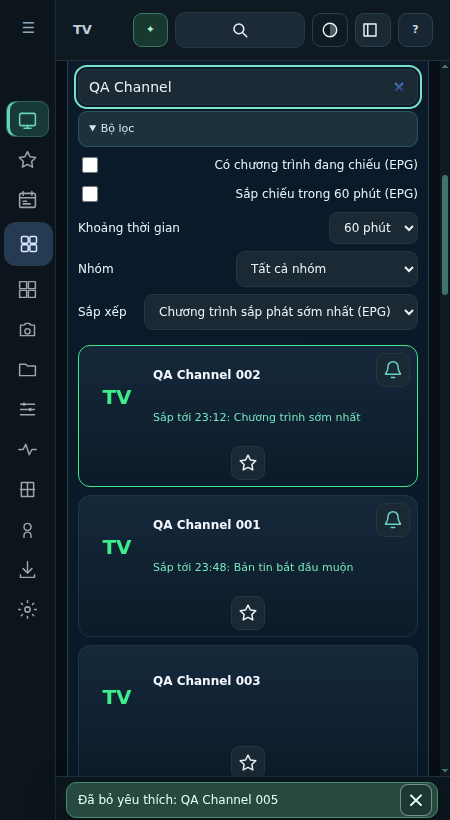 TV
?
QA Channel
▼ Bộ lọc
Có chương trình đang chiếu (EPG)
Sắp chiếu trong 60 phút (EPG)
Khoảng thời gian 60 phút
Nhóm Tất cả nhóm
Sắp xếp Chương trình sắp phát sớm nhất (EPG)
QA Channel 002
TV
Sắp tới 23:12: Chương trình sớm nhất
QA Channel 001
TV
Sắp tới 23:48: Bản tin bắt đầu muộn
QA Channel 003
TV
Đã bỏ yêu thích: QA Channel 005